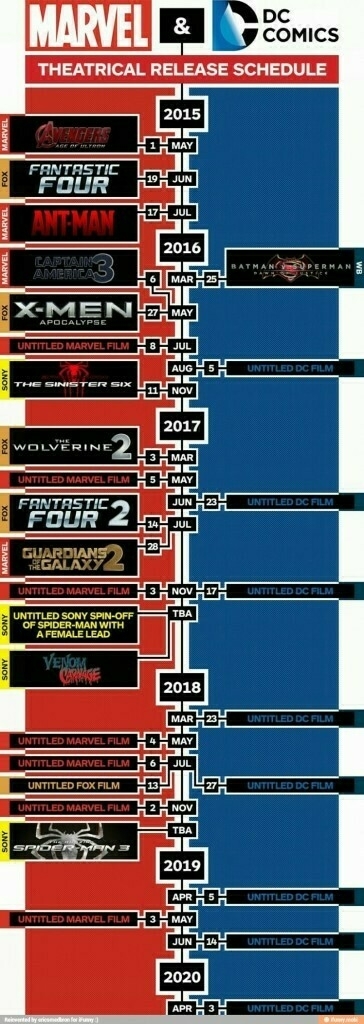 MARVEL & DC COMICS
THEATRICAL RELEASE SCHEDULE
2015
MARVEL
AVENGERS
AGE OF ULTRON
1 MAY
FOX
FANTASTIC
FOUR
19 JUN
MARVEL
ANT-MAN
17 JUL
2016
MARVEL
CAPTAIN
AMERICA 3
6 MAR 25
BATMAN V SUPERMAN
DAWN OF JUSTICE
WB
FOX
X-MEN
APOCALYPSE
27 MAY
UNTITLED MARVEL FILM 8 JUL
AUG 5 UNTITLED DC FILM
SONY
THE SINISTER SIX
11 NOV
2017
FOX
THE
WOLVERINE 2
3 MAR
UNTITLED MARVEL FILM 5 MAY
JUN 23 UNTITLED DC FILM
FOX
FANTASTIC
FOUR 2
14 JUL
MARVEL
GUARDIANS
OF THE
GALAXY 2
28
UNTITLED MARVEL FILM 3 NOV 17 UNTITLED DC FILM
TBA
SONY
UNTITLED SONY SPIN-OFF
OF SPIDER-MAN WITH
A FEMALE LEAD
SONY
VENOM
CARNAGE
2018
MAR 23 UNTITLED DC FILM
UNTITLED MARVEL FILM 4 MAY
UNTITLED MARVEL FILM 6 JUL
UNTITLED FOX FILM 13
27 UNTITLED DC FILM
UNTITLED MARVEL FILM 2 NOV
TBA
SONY
SPIDER-MAN 3
2019
APR 5 UNTITLED DC FILM
UNTITLED MARVEL FILM 3 MAY
JUN 14 UNTITLED DC FILM
2020
APR 3 UNTITLED DC FILM